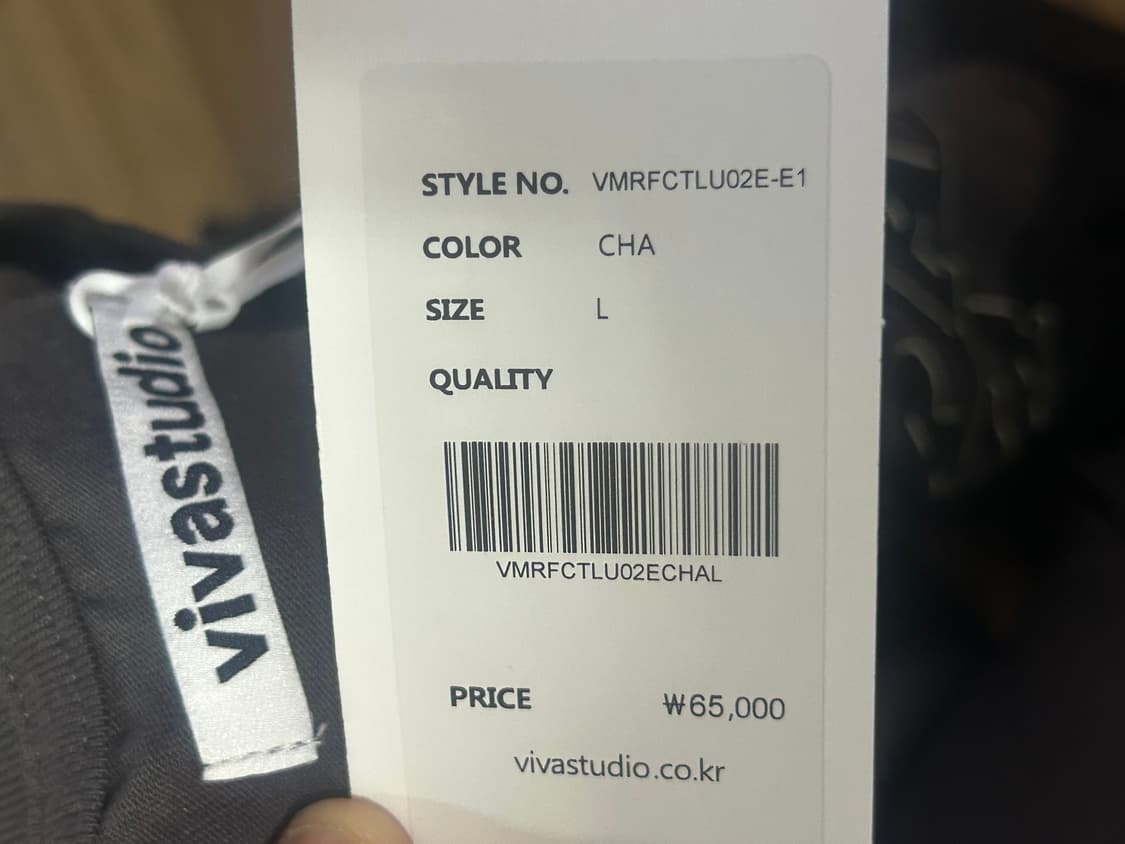 vivastudio
STYLE NO. VMRFCTLU02E-E1
COLOR CHA
SIZE L
QUALITY
VMRFCTLU02ECHAL
PRICE ₩65,000
vivastudio.co.kr